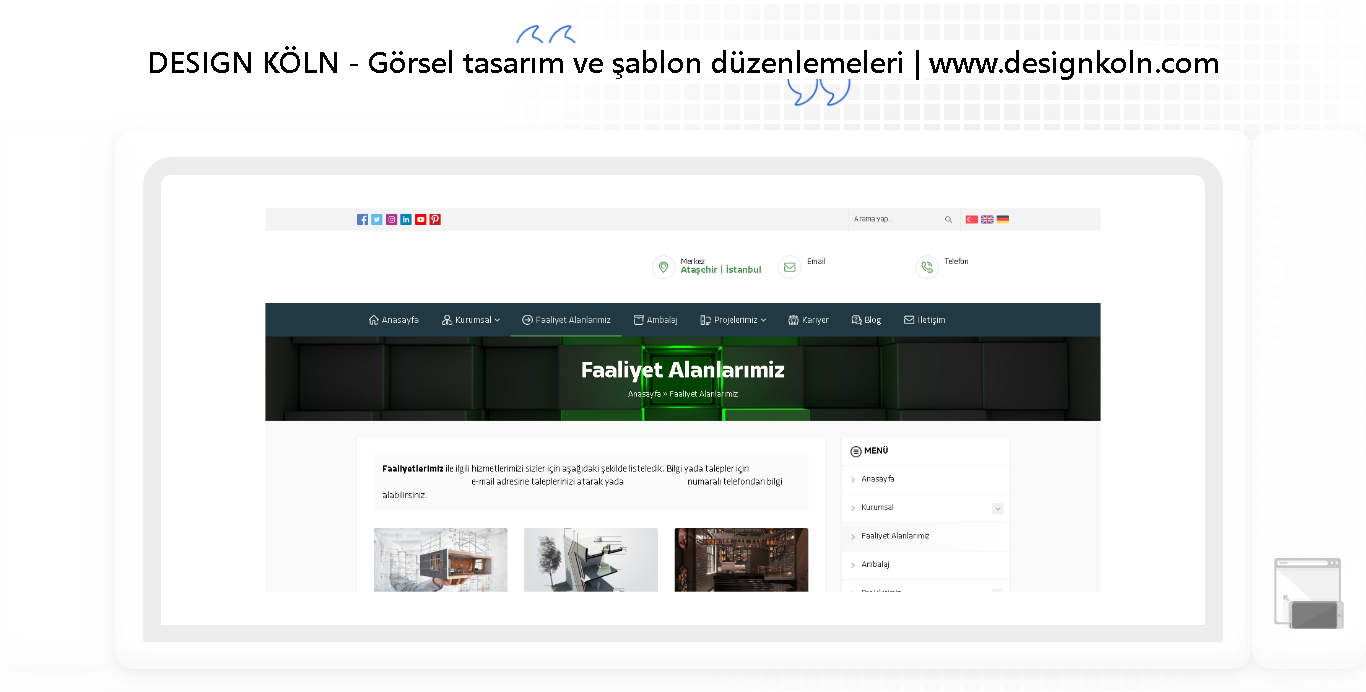 DESIGN KÖLN - Görsel tasarım ve şablon düzenlemeleri | www.designkoln.com
Arama yap...
Merkez
Ataşehir | İstanbul
Email
Telefon
Anasayfa Kurumsal Faaliyet Alanlarımız Ambalaj Projelerimiz Kariyer Blog İletişim
Faaliyet Alanlarımız
Anasayfa » Faaliyet Alanlarımız
Faaliyetlerimiz ile ilgili hizmetlerimizi sizler için aşağıdaki şekilde listeledik. Bilgi yada talepler için
e-mail adresine taleplerinizi atarak yada numaralı telefondan bilgi
alabilirsiniz.
MENÜ
Anasayfa
Kurumsal
Faaliyet Alanlarımız
Ambalaj